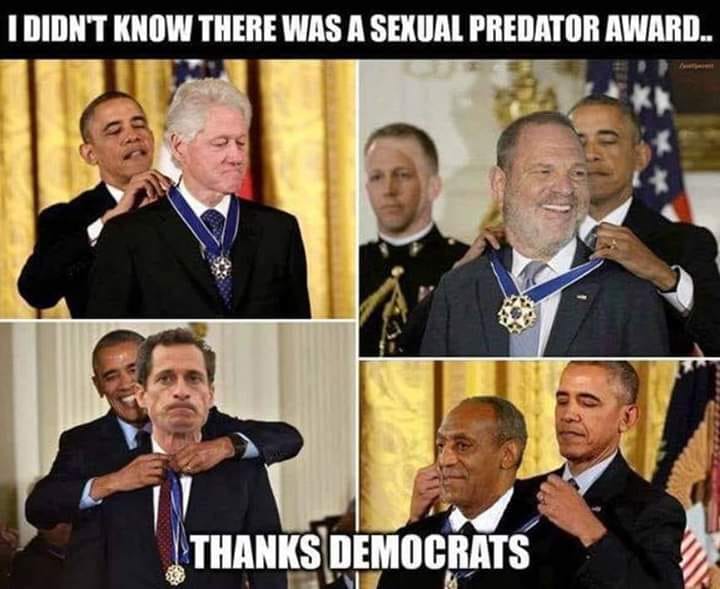 I DIDN'T KNOW THERE WAS A SEXUAL PREDATOR AWARD..
THANKS DEMOCRATS